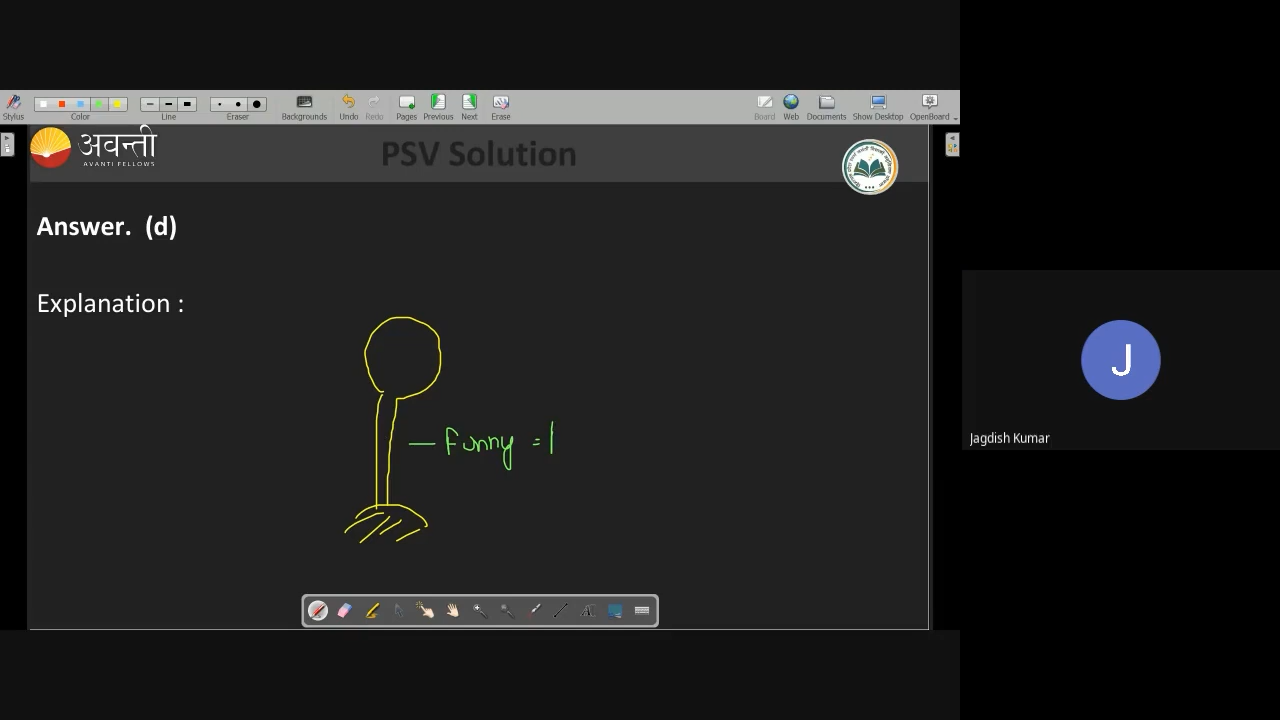 Stylus
Color
Line
Eraser
Backgrounds
Undo
Redo
Pages
Previous
Next
Erase
Board
Web
Documents
Show Desktop
OpenBoard
अवन्ती
AVANTI FELLOWS
PSV Solution
Answer. (d)
Explanation :
— Funny = 1
J
Jagdish Kumar